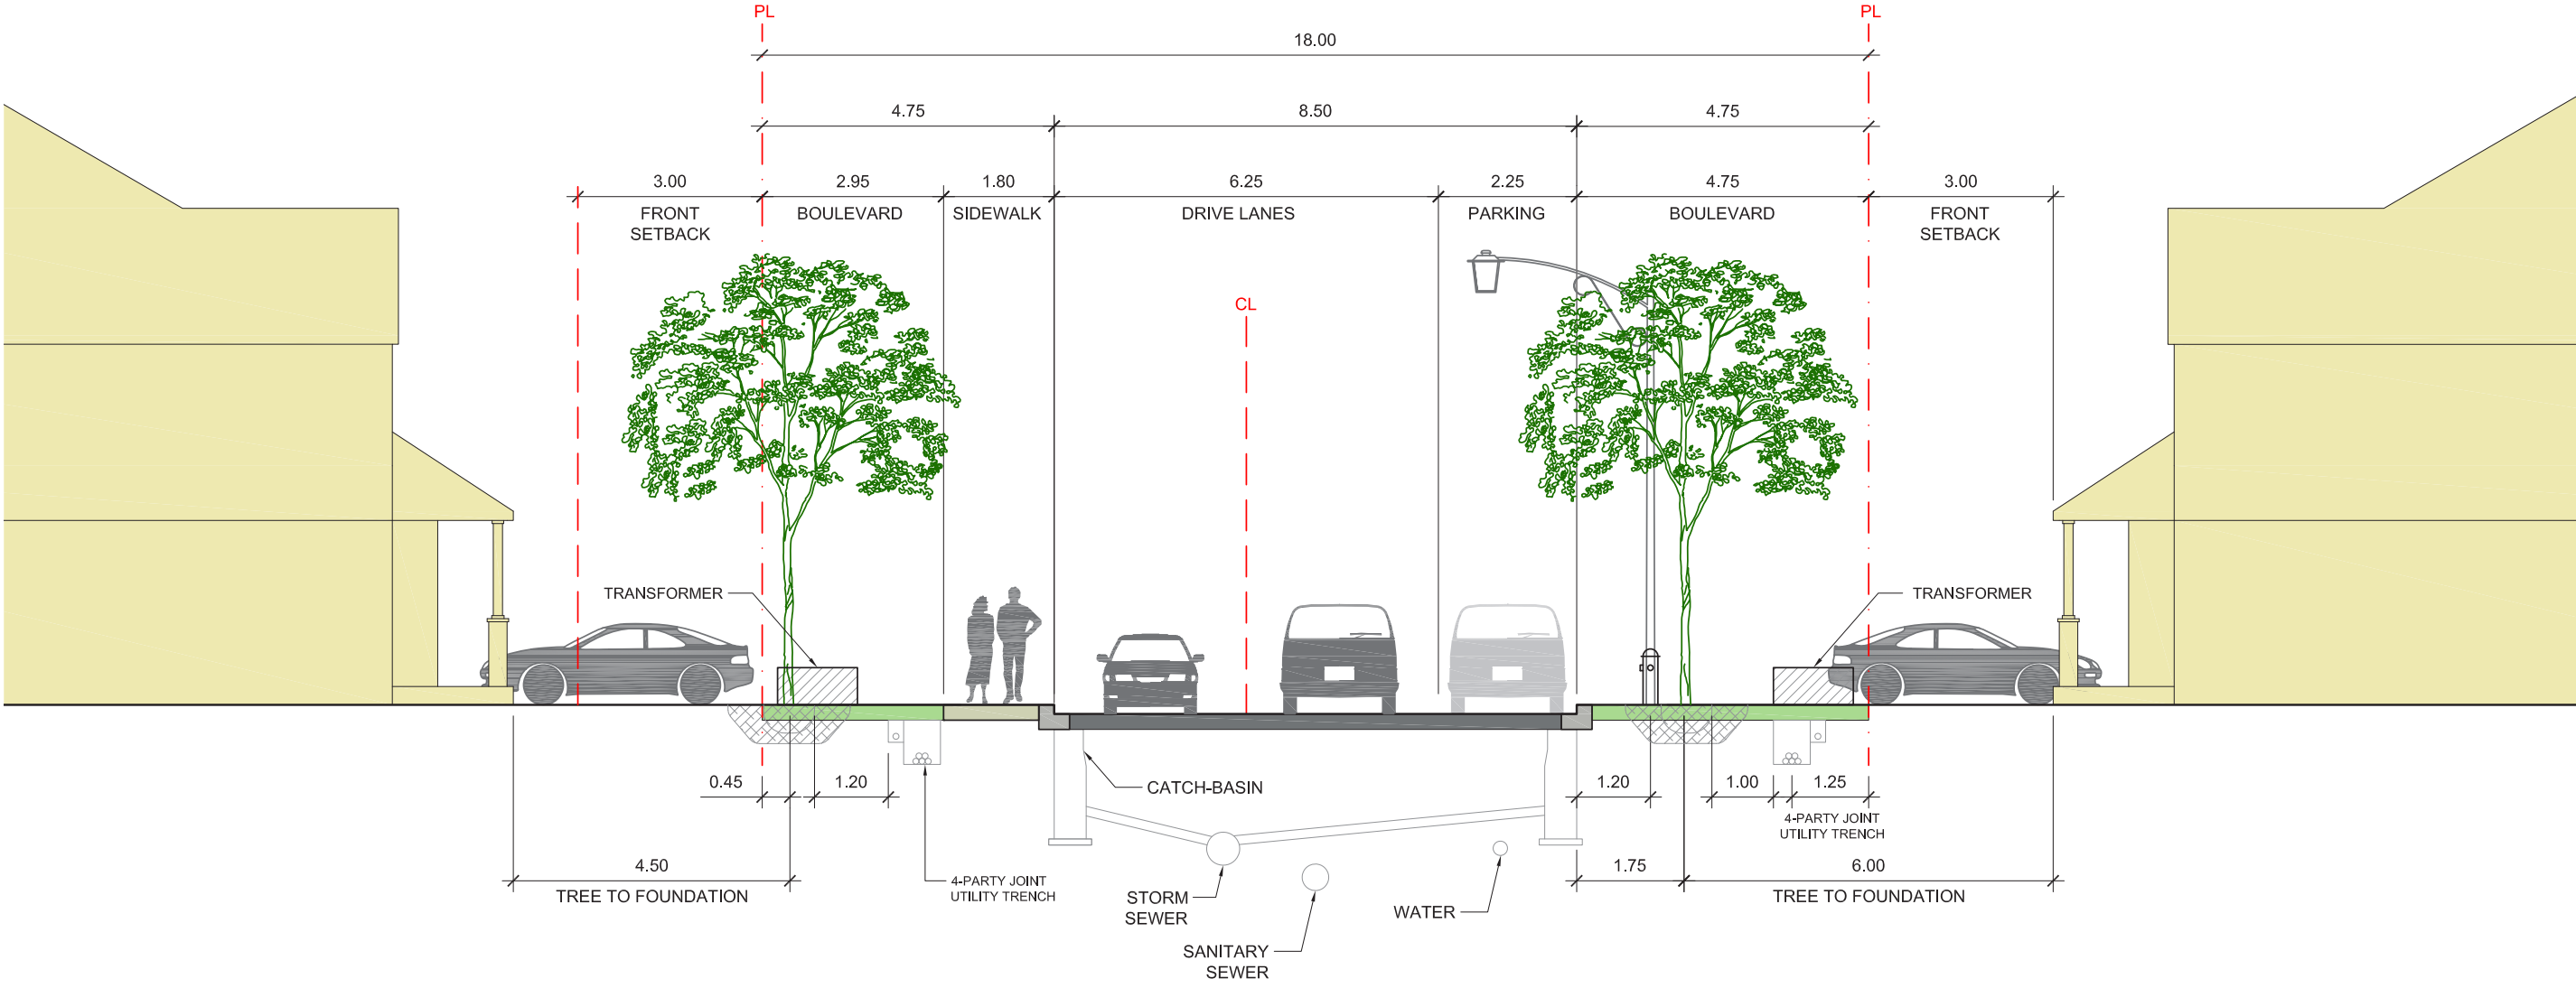 PL
PL
18.00
4.75
8.50
4.75
3.00
2.95
1.80
6.25
2.25
4.75
3.00
FRONT
SETBACK
BOULEVARD
SIDEWALK
DRIVE LANES
PARKING
BOULEVARD
FRONT
SETBACK
CL
TRANSFORMER
TRANSFORMER
0.45
1.20
CATCH-BASIN
1.20
1.00
1.25
4-PARTY JOINT
UTILITY TRENCH
4.50
TREE TO FOUNDATION
4-PARTY JOINT
UTILITY TRENCH
STORM
SEWER
SANITARY
SEWER
WATER
1.75
6.00
TREE TO FOUNDATION